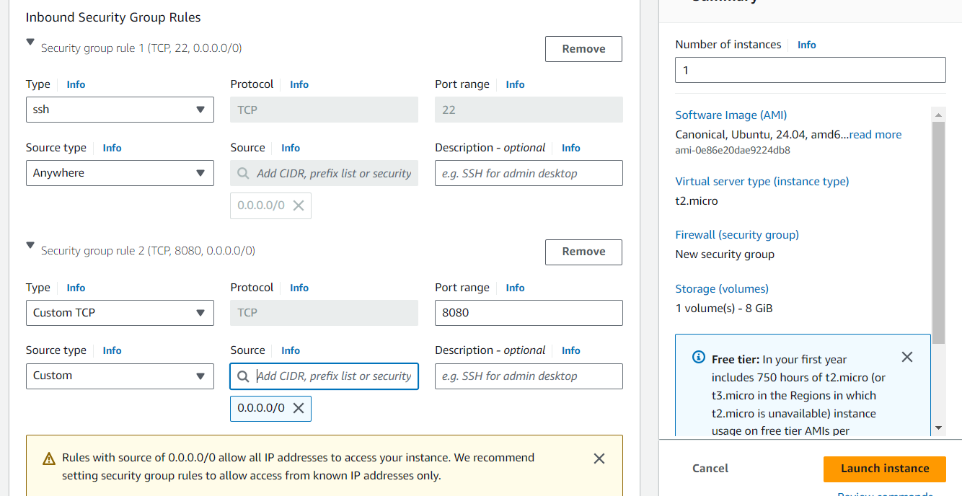 Inbound Security Group Rules
Security group rule 1 (TCP, 22, 0.0.0.0/0)
Remove
Type Info
Protocol Info
Port range Info
ssh
TCP
22
Source type Info
Source Info
Description - optional Info
Anywhere
Add CIDR, prefix list or security
e.g. SSH for admin desktop
0.0.0.0/0
Security group rule 2 (TCP, 8080, 0.0.0.0/0)
Remove
Type Info
Protocol Info
Port range Info
Custom TCP
TCP
8080
Source type Info
Source Info
Description - optional Info
Custom
Add CIDR, prefix list or security
e.g. SSH for admin desktop
0.0.0.0/0
Rules with source of 0.0.0.0/0 allow all IP addresses to access your instance. We recommend
setting security group rules to allow access from known IP addresses only.
Summary
Number of instances Info
1
Software Image (AMI)
Canonical, Ubuntu, 24.04, amd6...read more
ami-0e86e20dae9224db8
Virtual server type (instance type)
t2.micro
Firewall (security group)
New security group
Storage (volumes)
1 volume(s) - 8 GiB
Free tier: In your first year
includes 750 hours of t2.micro (or
t3.micro in the Regions in which
t2.micro is unavailable) instance
usage on free tier AMIs per
Cancel
Launch instance
Review commands